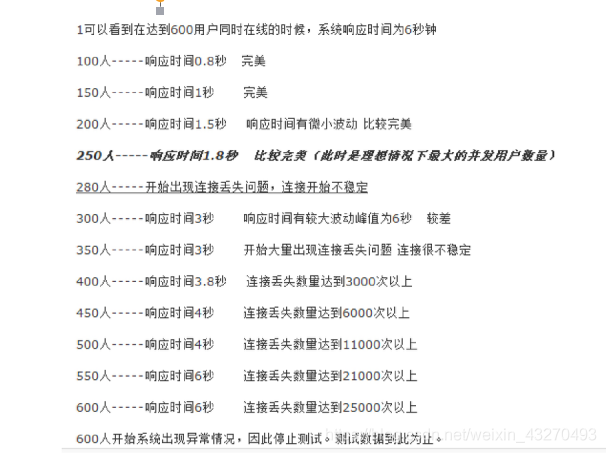 1可以看到在达到600用户同时在线的时候，系统响应时间为6秒钟
100人-----响应时间0.8秒 完美
150人-----响应时间1秒 完美
200人-----响应时间1.5秒 响应时间有微小波动 比较完美
250人-----响应时间1.8秒 比较完美（此时是理想情况下最大的并发用户数量）
280人-----开始出现连接丢失问题，连接开始不稳定
300人-----响应时间3秒 响应时间有较大波动峰值为6秒 较差
350人-----响应时间3秒 开始大量出现连接丢失问题 连接很不稳定
400人-----响应时间3.8秒 连接丢失数量达到3000次以上
450人-----响应时间4秒 连接丢失数量达到6000次以上
500人-----响应时间4秒 连接丢失数量达到11000次以上
550人-----响应时间6秒 连接丢失数量达到21000次以上
600人-----响应时间6秒 连接丢失数量达到25000次以上
600人开始系统出现异常情况，因此停止测试。测试数据到此为止。
https://blog.csdn.net/weixin_43270493